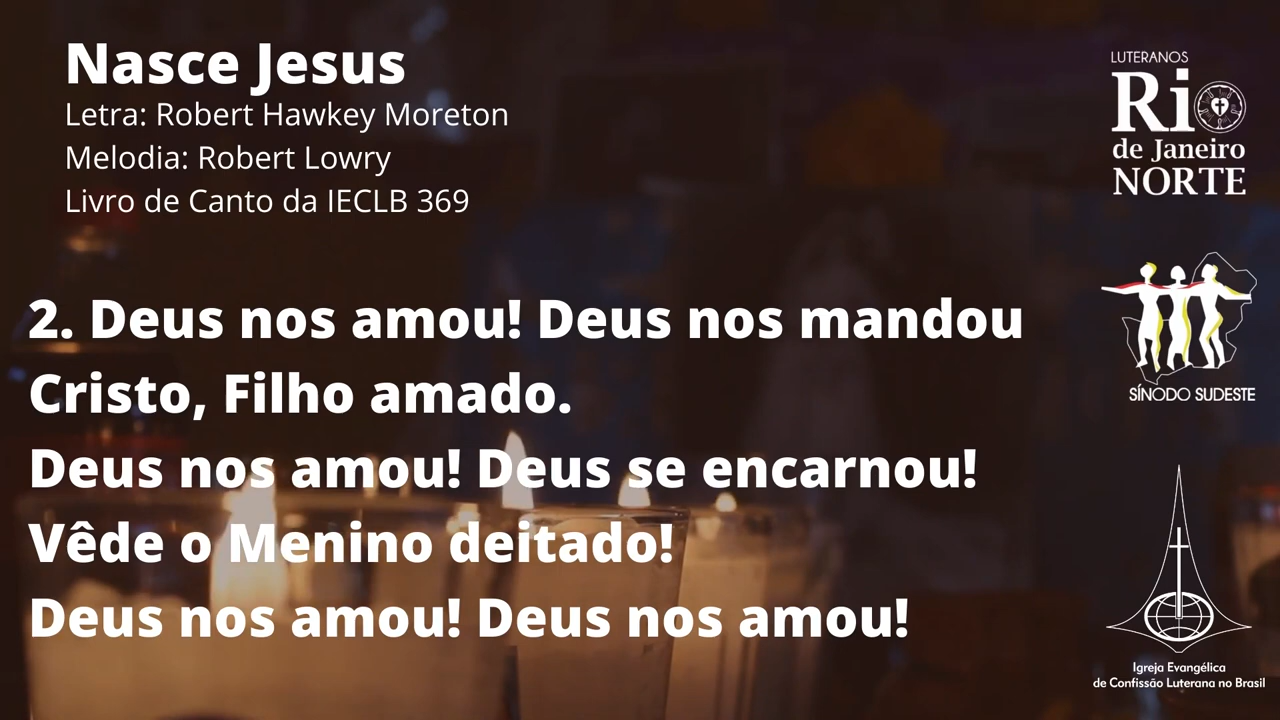 Nasce Jesus
Letra: Robert Hawkey Moreton
Melodia: Robert Lowry
Livro de Canto da IECLB 369
2. Deus nos amou! Deus nos mandou
Cristo, Filho amado.
Deus nos amou! Deus se encarnou!
Vêde o Menino deitado!
Deus nos amou! Deus nos amou!
LUTERANOS
Rio
de Janeiro
NORTE
SÍNODO SUDESTE
Igreja Evangélica
de Confissão Luterana no Brasil